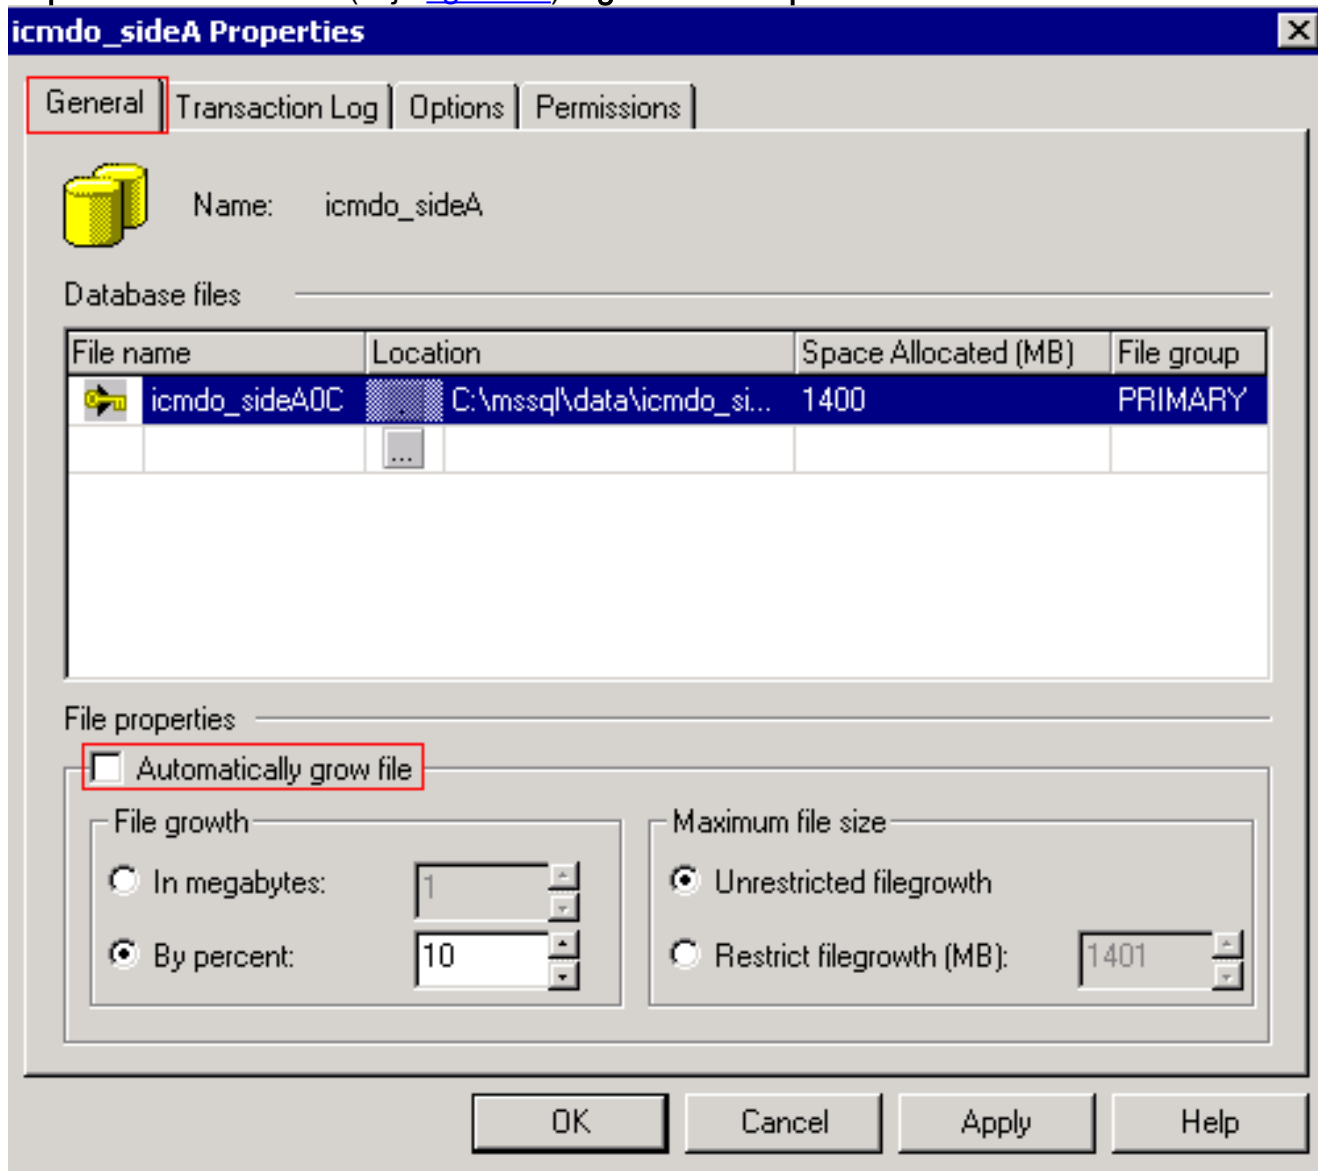 icmdo_sideA Properties
General Transaction Log Options Permissions
Name: icmdo_sideA
Database files
File name Location Space Allocated (MB) File group
icmdo_sideA0C . C:\mssql\data\icmdo_si... 1400 PRIMARY
...
File properties
Automatically grow file
File growth Maximum file size
In megabytes: 1 Unrestricted filegrowth
By percent: 10 Restrict filegrowth (MB): 1401
OK Cancel Apply Help